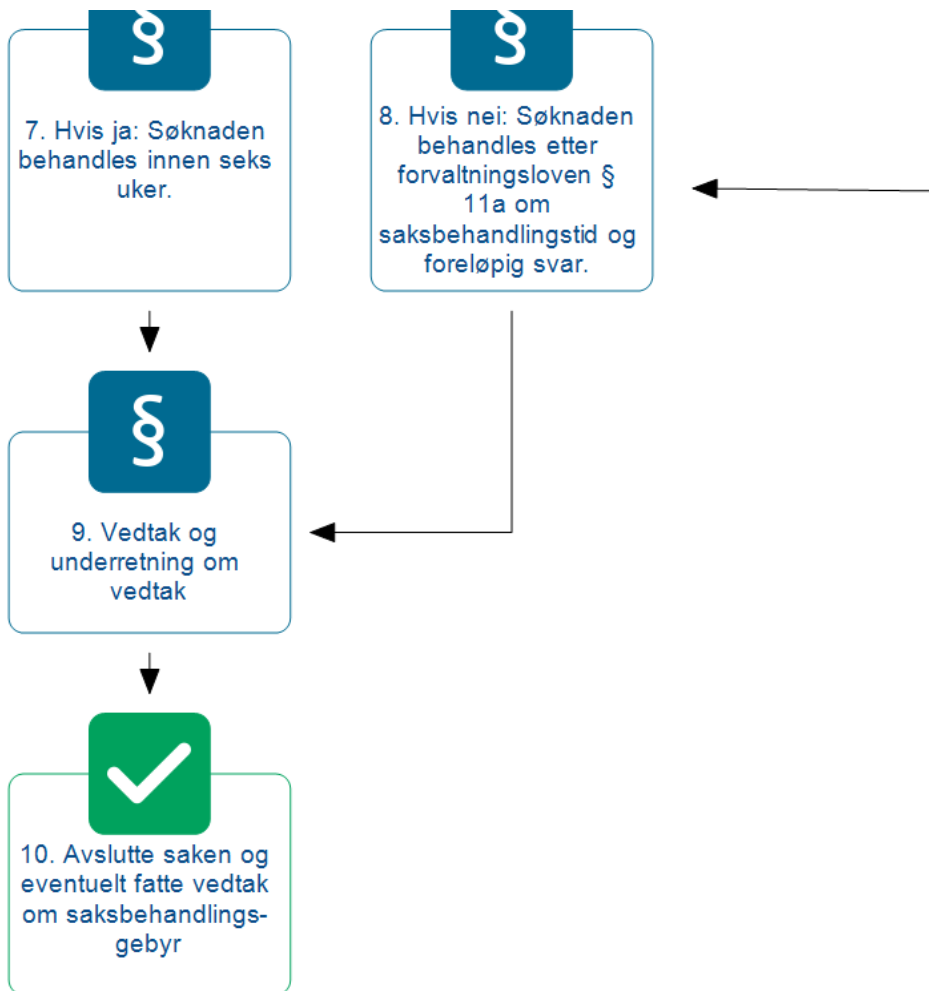 §
7. Hvis ja: Søknaden
behandles innen seks
uker.
§
8. Hvis nei: Søknaden
behandles etter
forvaltningsloven §
11a om
saksbehandlingstid og
foreløpig svar.
§
9. Vedtak og
underretning om
vedtak
10. Avslutte saken og
eventuelt fatte vedtak
om saksbehandlings-
gebyr